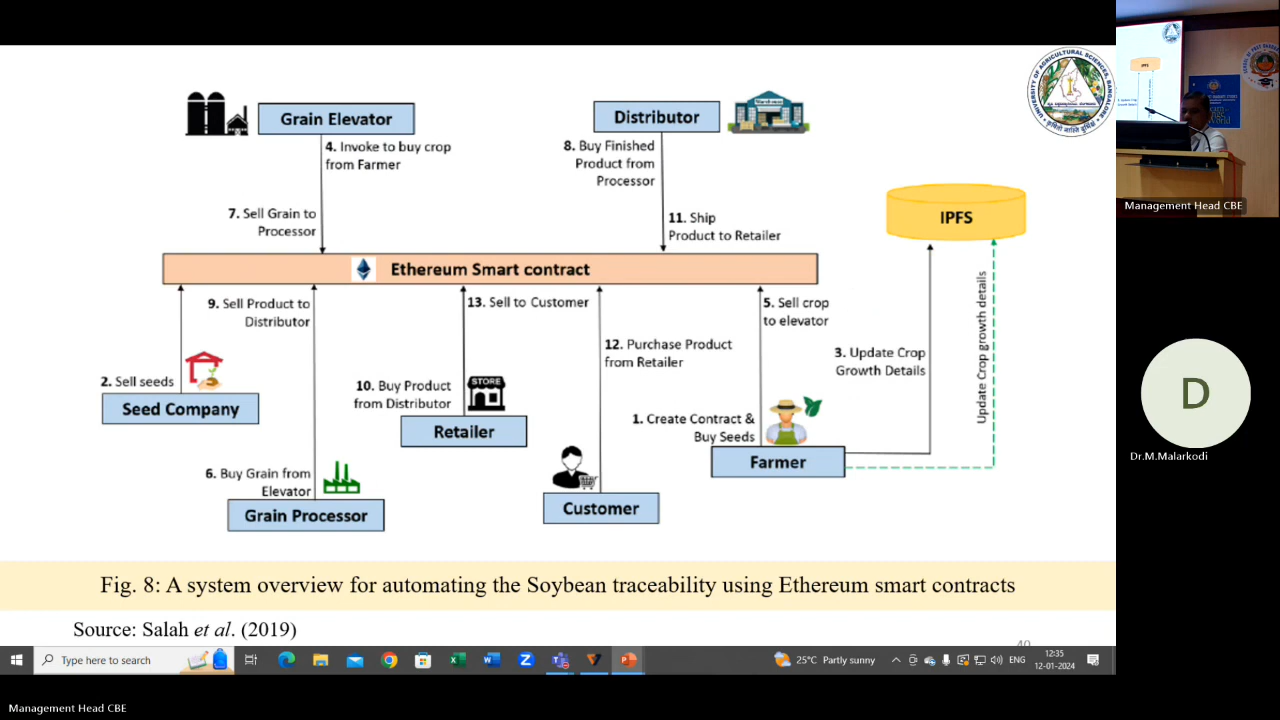 Grain Elevator
4. Invoke to buy crop
from Farmer
7. Sell Grain to
Processor
Distributor
8. Buy Finished
Product from
Processor
11. Ship
Product to Retailer
IPFS
Ethereum Smart contract
9. Sell Product to
Distributor
13. Sell to Customer
5. Sell crop
to elevator
12. Purchase Product
from Retailer
3. Update Crop
Growth Details
Update Crop growth details
2. Sell seeds
Seed Company
10. Buy Product
from Distributor
STORE
Retailer
1. Create Contract &
Buy Seeds
Farmer
6. Buy Grain from
Elevator
Grain Processor
Customer
Fig. 8: A system overview for automating the Soybean traceability using Ethereum smart contracts
Source: Salah et al. (2019)
UNIVERSITY OF AGRICULTURAL SCIENCES, BANGALORE
Type here to search
25°C Partly sunny
ENG
12:35
12-01-2024
IPFS
Management Head CBE
D
Dr.M.Malarkodi
Management Head CBE